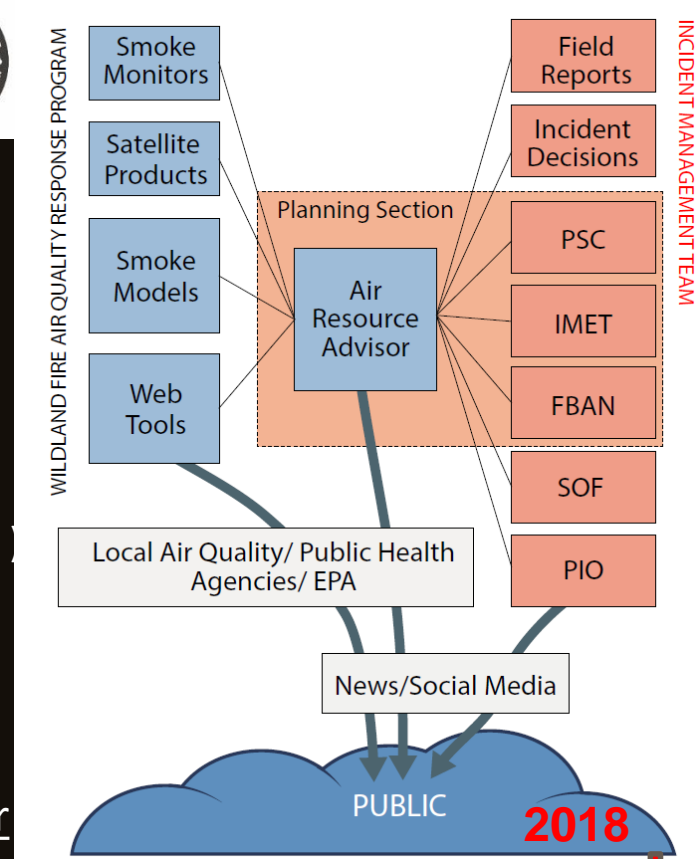 WILDLAND FIRE AIR QUALITY RESPONSE PROGRAM
Smoke
Monitors
Satellite
Products
Smoke
Models
Web
Tools
Planning Section
Air
Resource
Advisor
Field
Reports
Incident
Decisions
PSC
IMET
FBAN
SOF
PIO
INCIDENT MANAGEMENT TEAM
Local Air Quality/ Public Health
Agencies/ EPA
News/Social Media
PUBLIC
2018